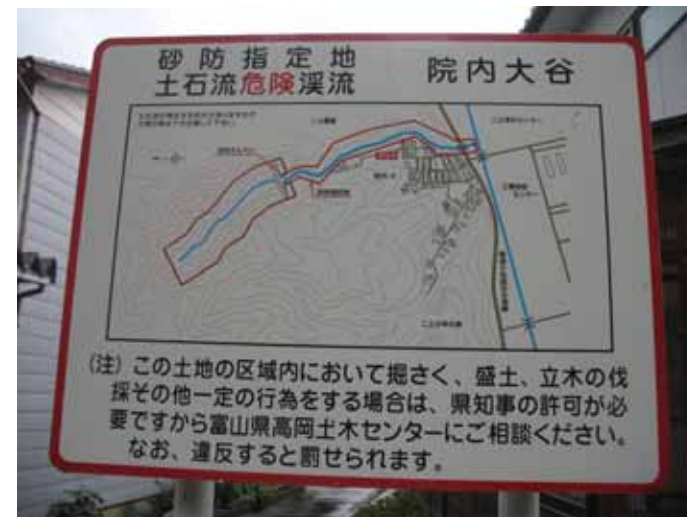 砂防指定地
土石流危険渓流
院内大谷
(注) この土地の区域内において掘さく、盛土、立木の伐
採その他一定の行為をする場合は、県知事の許可が必
要ですから富山県高岡土木センターにご相談ください。
なお、違反すると罰せられます。